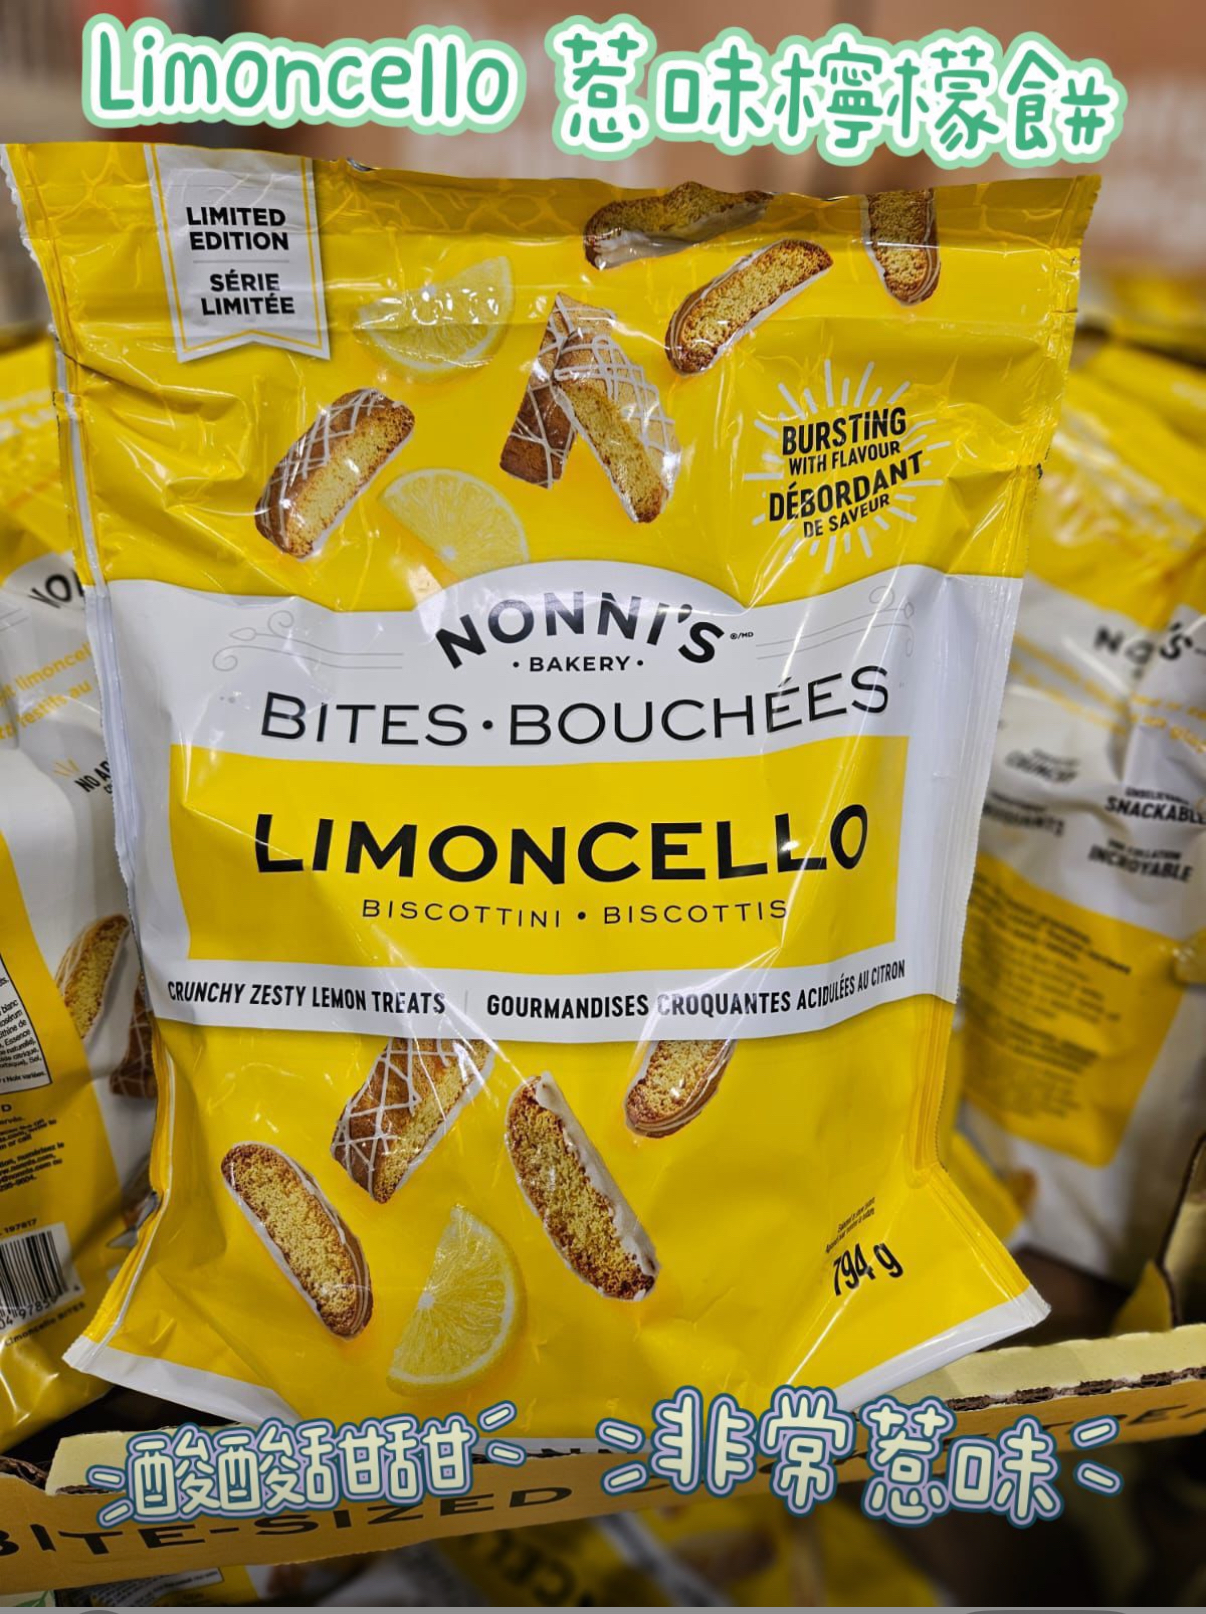 Limoncello 惹味檸檬餅
LIMITED
EDITION
SÉRIE
LIMITÉE
BURSTING
WITH FLAVOUR
DÉBORDANT
DE SAVEUR
NONNI'S
· BAKERY ·
BITES · BOUCHÉES
LIMONCELLO
BISCOTTINI • BISCOTTIS
CRUNCHY ZESTY LEMON TREATS | GOURMANDISES CROQUANTES ACIDULÉES AU CITRON
794 g
SNACKABLE
INCROYABLE
酸酸甜甜 非常惹味
BITE-SIZED